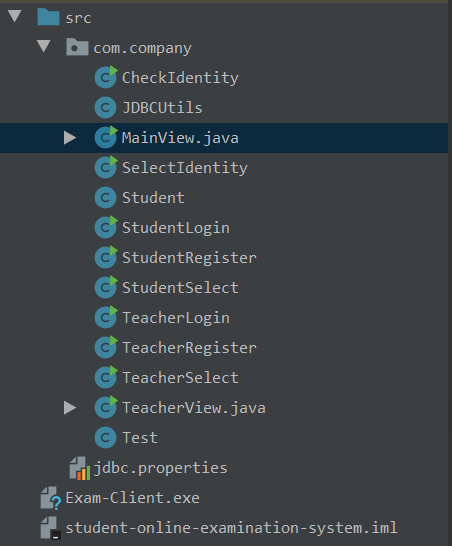 src
com.company
CheckIdentity
JDBCUtils
MainView.java
SelectIdentity
Student
StudentLogin
StudentRegister
StudentSelect
TeacherLogin
TeacherRegister
TeacherSelect
TeacherView.java
Test
jdbc.properties
Exam-Client.exe
student-online-examination-system.iml